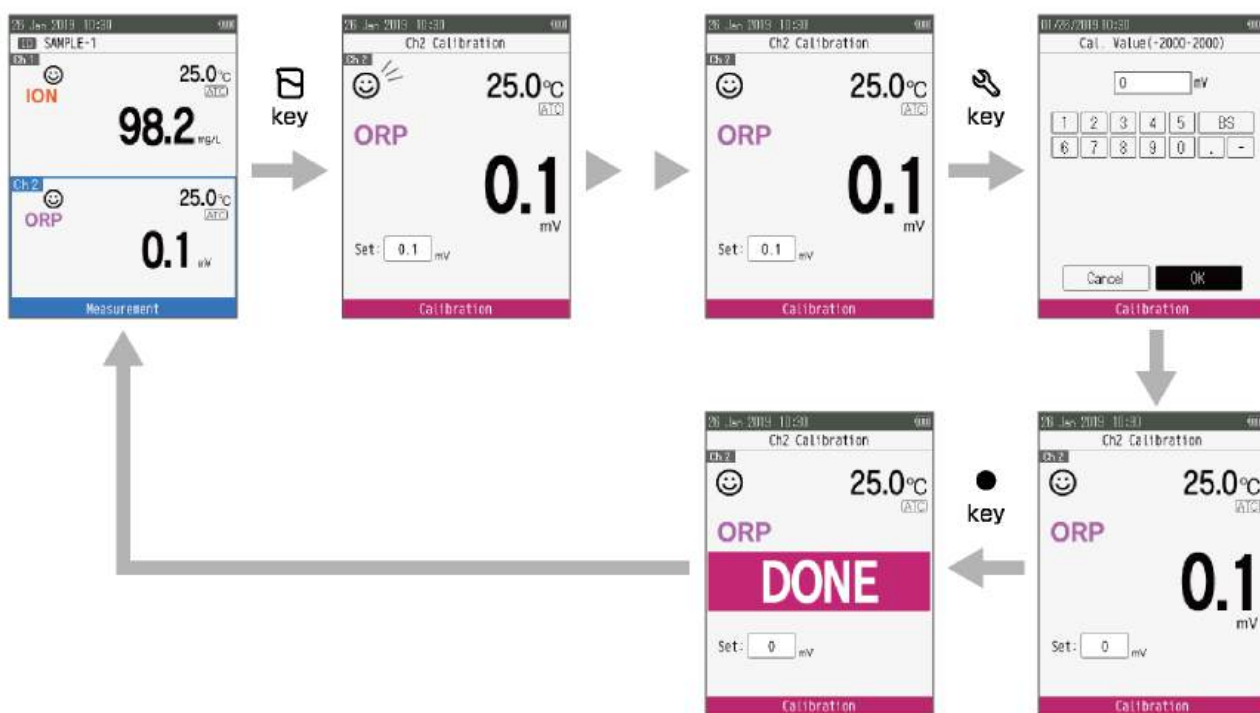 26 Jan 2019 10:30
ID SAMPLE-1
Ch 1
25.0°C
ION
ATC
98.2 mg/L
Ch 2
25.0°C
ORP
ATC
0.1 mV
Measurement
key
26 Jan 2019 10:30
Ch2 Calibration
Ch 2
25.0°C
ATC
ORP
0.1
mV
Set: 0.1 mV
Calibration
26 Jan 2019 10:30
Ch2 Calibration
Ch 2
25.0°C
ATC
ORP
0.1
mV
Set: 0.1 mV
Calibration
key
01/26/2019 10:30
Cal. Value(-2000-2000)
0 mV
1 2 3 4 5 BS
6 7 8 9 0 . -
Cancel OK
Calibration
26 Jan 2019 10:30
Ch2 Calibration
Ch 2
25.0°C
ATC
ORP
0.1
mV
Set: 0 mV
Calibration
key
26 Jan 2019 10:30
Ch2 Calibration
Ch 2
25.0°C
ATC
ORP
DONE
Set: 0 mV
Calibration